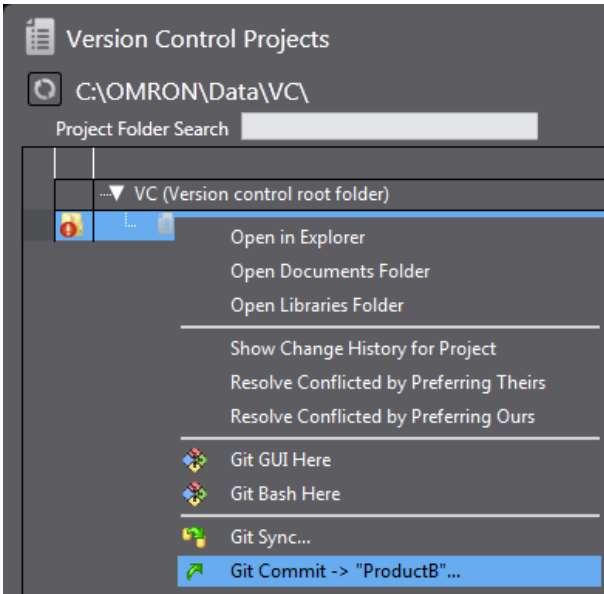 Version Control Projects
C:\OMRON\Data\VC\
Project Folder Search
VC (Version control root folder)
Open in Explorer
Open Documents Folder
Open Libraries Folder
Show Change History for Project
Resolve Conflicted by Preferring Theirs
Resolve Conflicted by Preferring Ours
Git GUI Here
Git Bash Here
Git Sync...
Git Commit -> "ProductB"...